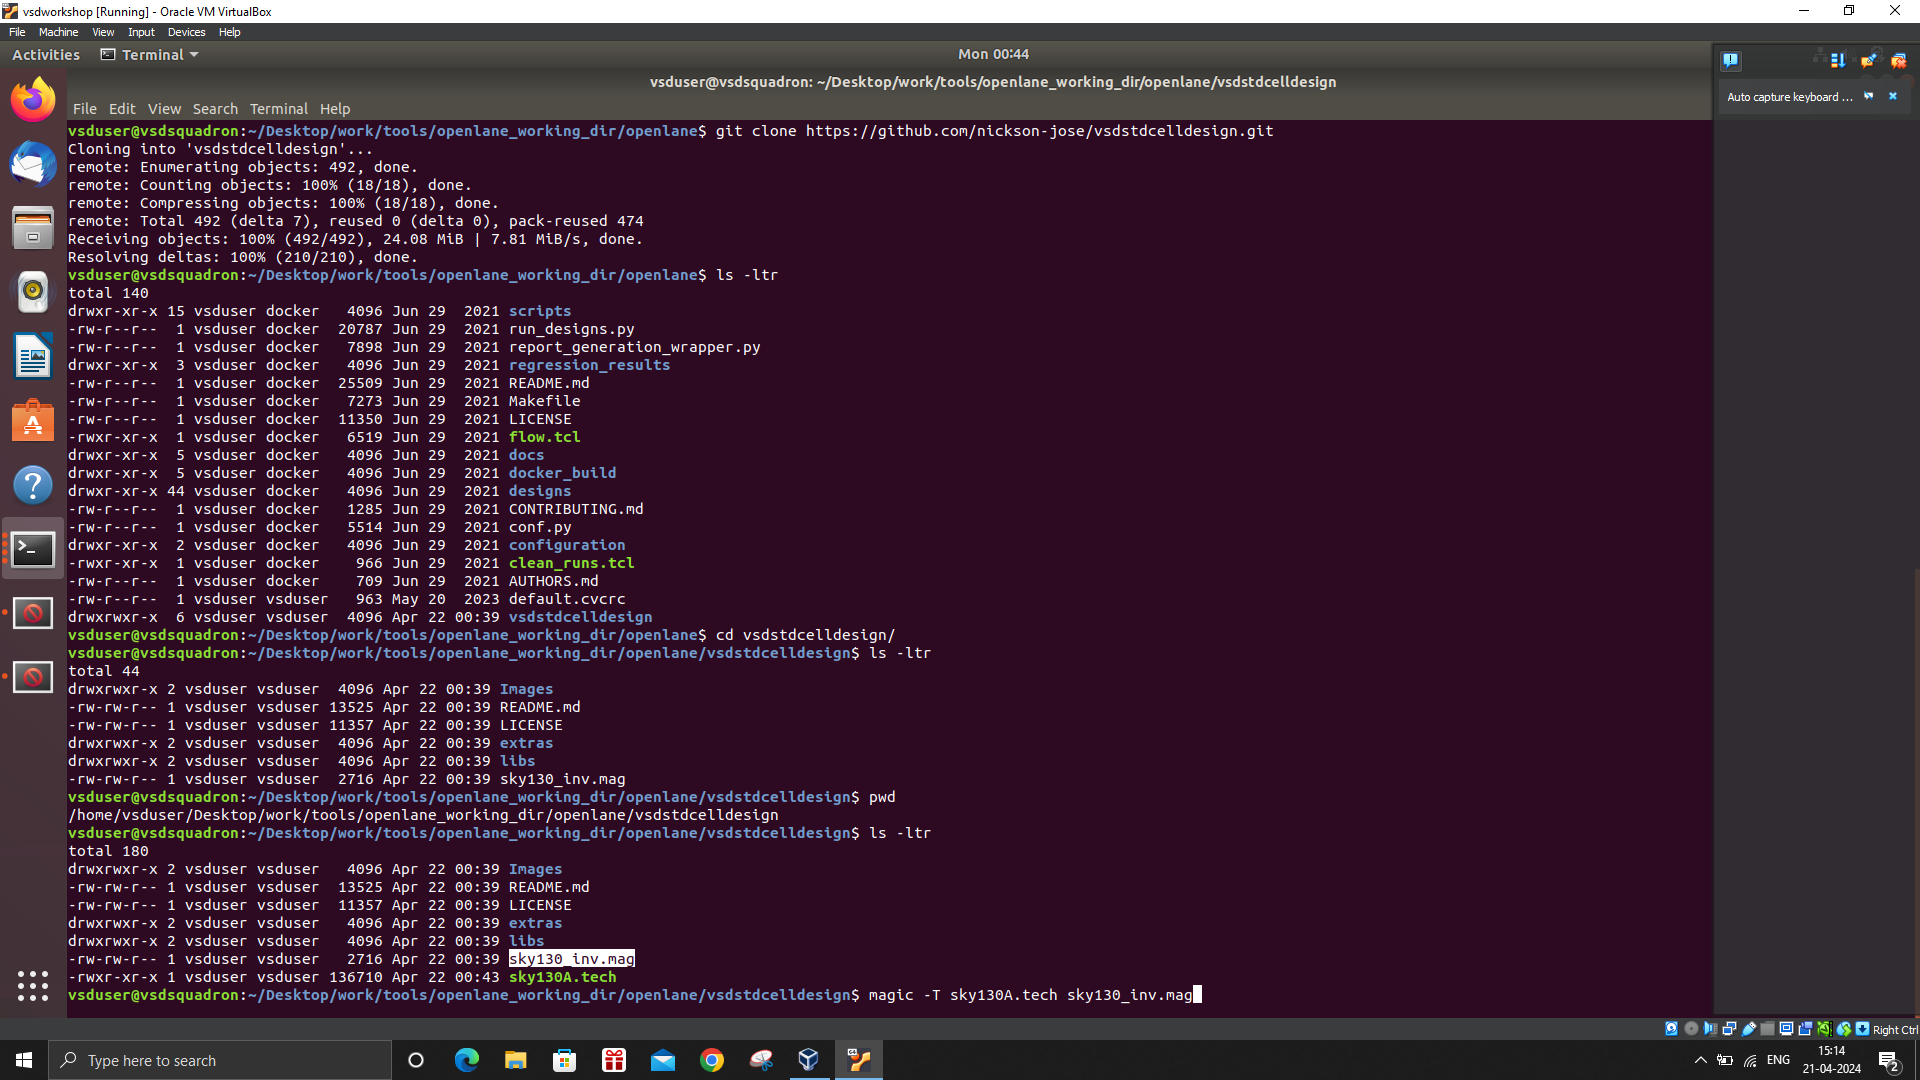 vsdworkshop [Running] - Oracle VM VirtualBox
File Machine View Input Devices Help
Activities Terminal Mon 00:44
vsduser@vsdsquadron: ~/Desktop/work/tools/openlane_working_dir/openlane/vsdstdcelldesign
Auto capture keyboard ...
File Edit View Search Terminal Help
vsduser@vsdsquadron:~/Desktop/work/tools/openlane_working_dir/openlane$ git clone https://github.com/nickson-jose/vsdstdcelldesign.git
Cloning into 'vsdstdcelldesign'...
remote: Enumerating objects: 492, done.
remote: Counting objects: 100% (18/18), done.
remote: Compressing objects: 100% (18/18), done.
remote: Total 492 (delta 7), reused 0 (delta 0), pack-reused 474
Receiving objects: 100% (492/492), 24.08 MiB | 7.81 MiB/s, done.
Resolving deltas: 100% (210/210), done.
vsduser@vsdsquadron:~/Desktop/work/tools/openlane_working_dir/openlane$ ls -ltr
total 140
drwxr-xr-x 15 vsduser docker 4096 Jun 29 2021 scripts
-rw-r--r-- 1 vsduser docker 20787 Jun 29 2021 run_designs.py
-rw-r--r-- 1 vsduser docker 7898 Jun 29 2021 report_generation_wrapper.py
drwxr-xr-x 3 vsduser docker 4096 Jun 29 2021 regression_results
-rw-r--r-- 1 vsduser docker 25509 Jun 29 2021 README.md
-rw-r--r-- 1 vsduser docker 7273 Jun 29 2021 Makefile
-rw-r--r-- 1 vsduser docker 11350 Jun 29 2021 LICENSE
-rwxr-xr-x 1 vsduser docker 6519 Jun 29 2021 flow.tcl
drwxr-xr-x 5 vsduser docker 4096 Jun 29 2021 docs
drwxr-xr-x 5 vsduser docker 4096 Jun 29 2021 docker_build
drwxr-xr-x 44 vsduser docker 4096 Jun 29 2021 designs
-rw-r--r-- 1 vsduser docker 1285 Jun 29 2021 CONTRIBUTING.md
-rw-r--r-- 1 vsduser docker 5514 Jun 29 2021 conf.py
drwxr-xr-x 2 vsduser docker 4096 Jun 29 2021 configuration
-rwxr-xr-x 1 vsduser docker 966 Jun 29 2021 clean_runs.tcl
-rw-r--r-- 1 vsduser docker 709 Jun 29 2021 AUTHORS.md
-rw-r--r-- 1 vsduser vsduser 963 May 20 2023 default.cvcrc
drwxrwxr-x 6 vsduser vsduser 4096 Apr 22 00:39 vsdstdcelldesign
vsduser@vsdsquadron:~/Desktop/work/tools/openlane_working_dir/openlane$ cd vsdstdcelldesign/
vsduser@vsdsquadron:~/Desktop/work/tools/openlane_working_dir/openlane/vsdstdcelldesign$ ls -ltr
total 44
drwxrwxr-x 2 vsduser vsduser 4096 Apr 22 00:39 Images
-rw-rw-r-- 1 vsduser vsduser 13525 Apr 22 00:39 README.md
-rw-rw-r-- 1 vsduser vsduser 11357 Apr 22 00:39 LICENSE
drwxrwxr-x 2 vsduser vsduser 4096 Apr 22 00:39 extras
drwxrwxr-x 2 vsduser vsduser 4096 Apr 22 00:39 libs
-rw-rw-r-- 1 vsduser vsduser 2716 Apr 22 00:39 sky130_inv.mag
vsduser@vsdsquadron:~/Desktop/work/tools/openlane_working_dir/openlane/vsdstdcelldesign$ pwd
/home/vsduser/Desktop/work/tools/openlane_working_dir/openlane/vsdstdcelldesign
vsduser@vsdsquadron:~/Desktop/work/tools/openlane_working_dir/openlane/vsdstdcelldesign$ ls -ltr
total 180
drwxrwxr-x 2 vsduser vsduser 4096 Apr 22 00:39 Images
-rw-rw-r-- 1 vsduser vsduser 13525 Apr 22 00:39 README.md
-rw-rw-r-- 1 vsduser vsduser 11357 Apr 22 00:39 LICENSE
drwxrwxr-x 2 vsduser vsduser 4096 Apr 22 00:39 extras
drwxrwxr-x 2 vsduser vsduser 4096 Apr 22 00:39 libs
-rw-rw-r-- 1 vsduser vsduser 2716 Apr 22 00:39 sky130_inv.mag
-rwxr-xr-x 1 vsduser vsduser 136710 Apr 22 00:43 sky130A.tech
vsduser@vsdsquadron:~/Desktop/work/tools/openlane_working_dir/openlane/vsdstdcelldesign$ magic -T sky130A.tech sky130_inv.mag
Right Ctrl
Type here to search
ENG
15:14
21-04-2024
2